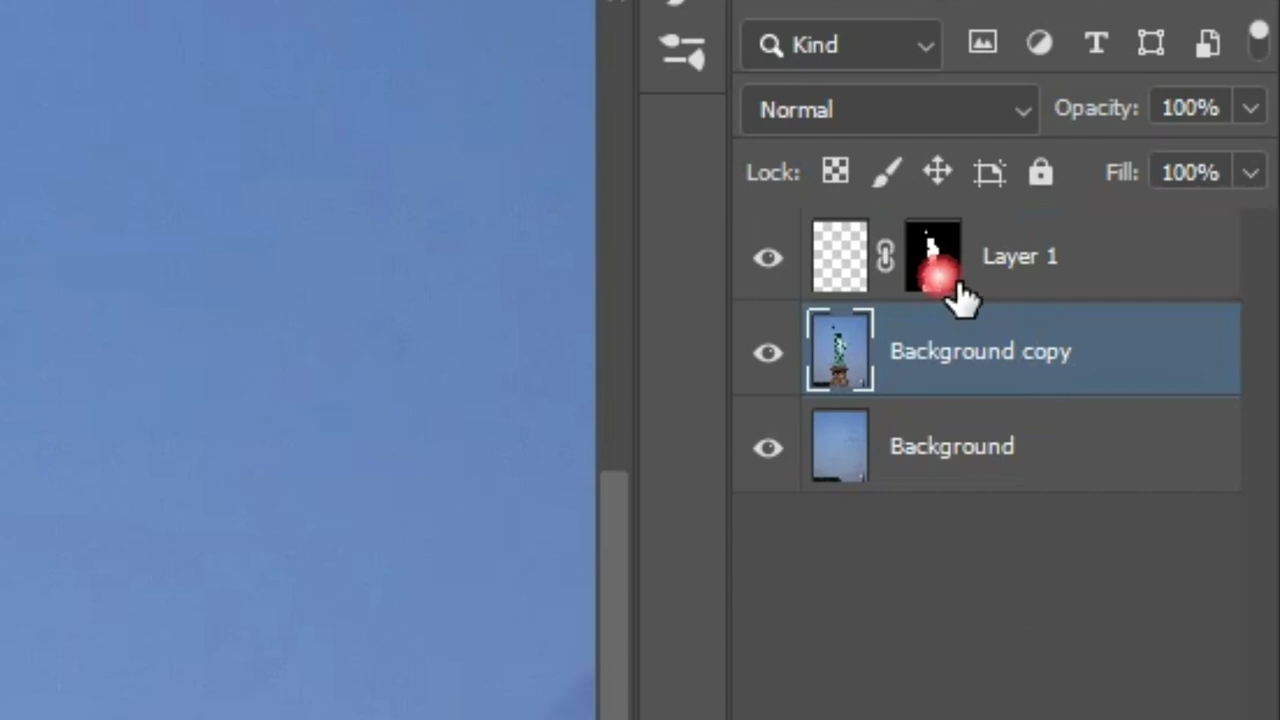 Kind
Normal Opacity: 100%
Lock: Fill: 100%
Layer 1
Background copy
Background